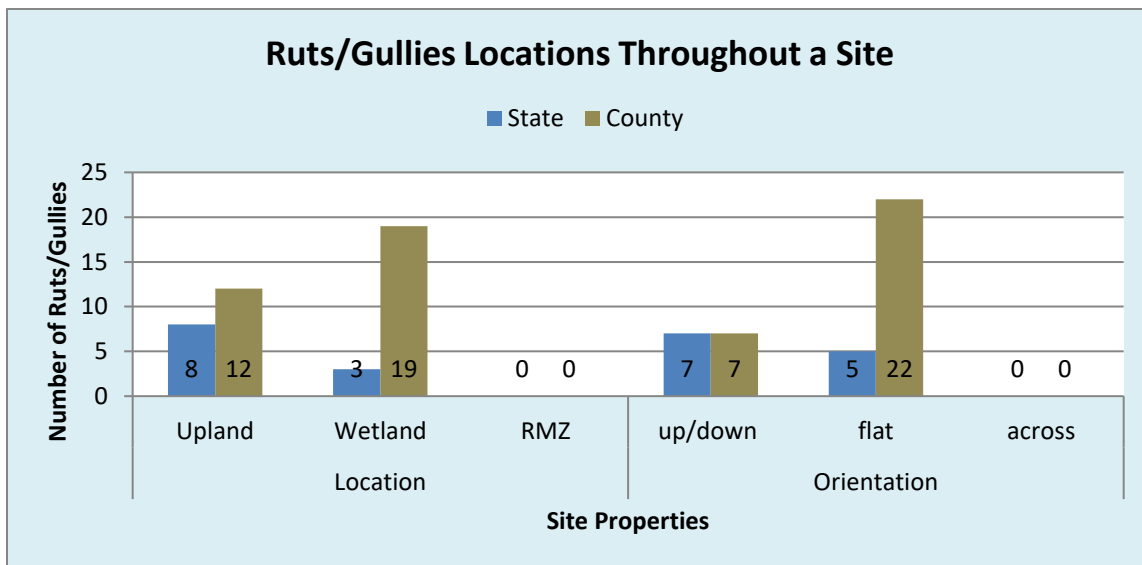 Ruts/Gullies Locations Throughout a Site
State County
Number of Ruts/Gullies
25
20
15
10
5
0
8 12 3 19 0 0 7 7 5 22 0 0
Upland Wetland RMZ up/down flat across
Location Orientation
Site Properties